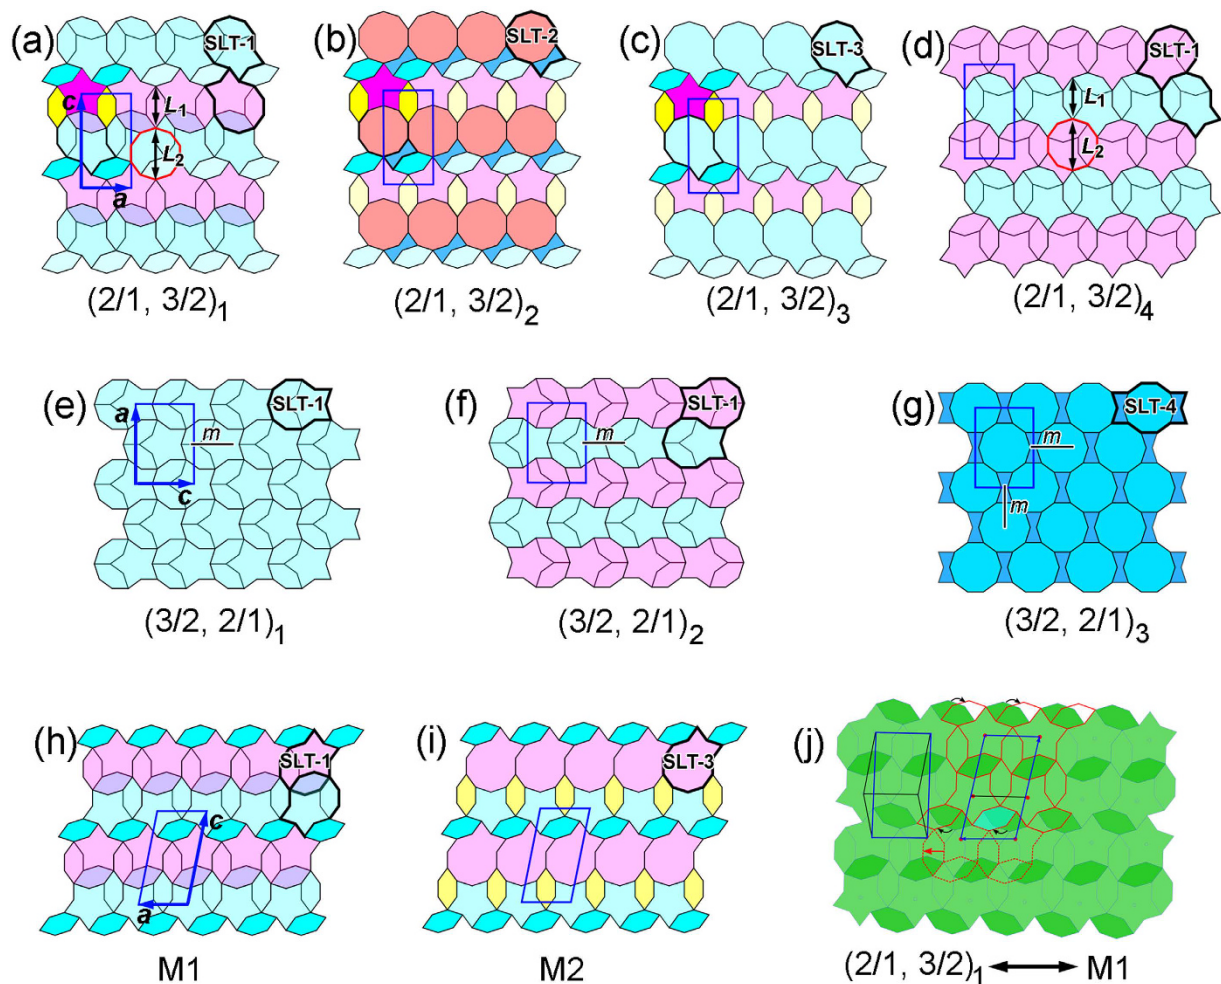 (a) (b) (c) (d)
SLT-1 SLT-2 SLT-3 SLT-1
c L1 L1
L2 L2
a
(2/1, 3/2)1 (2/1, 3/2)2 (2/1, 3/2)3 (2/1, 3/2)4
(e) (f) (g)
SLT-1 SLT-1 SLT-4
a m m m
c m
(3/2, 2/1)1 (3/2, 2/1)2 (3/2, 2/1)3
(h) (i) (j)
SLT-1 SLT-3
c
a
M1 M2 (2/1, 3/2)1 ⟷ M1